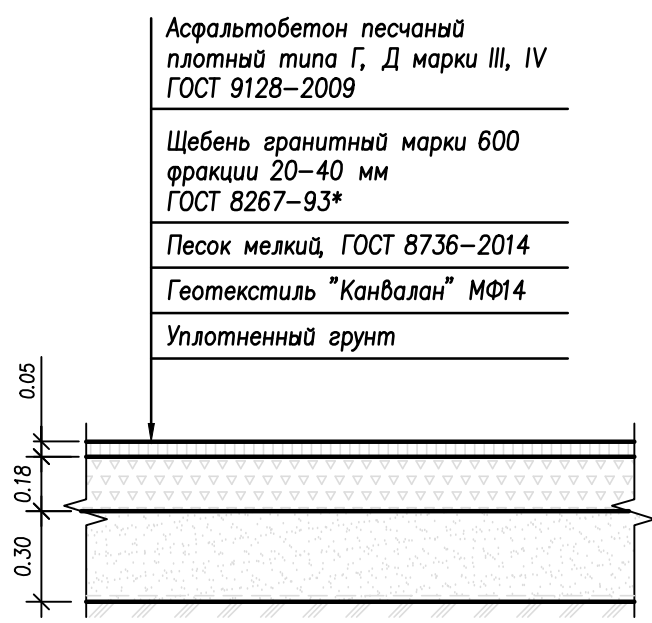 Асфальтобетон песчаный
плотный типа Г, Д марки III, IV
ГОСТ 9128-2009
Щебень гранитный марки 600
фракции 20-40 мм
ГОСТ 8267-93*
Песок мелкий, ГОСТ 8736-2014
Геотекстиль "Канвалан" МФ14
Уплотненный грунт
0.05
0.18
0.30